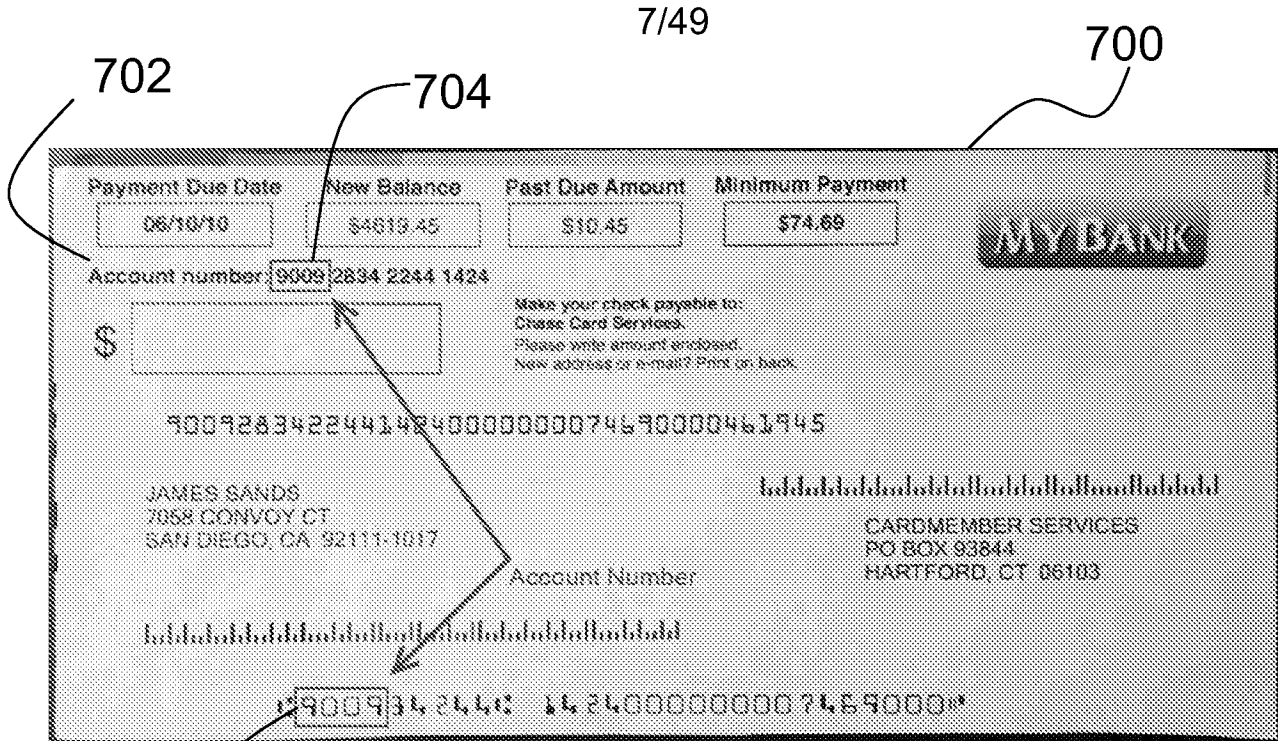 7/49
700
702
704
Payment Due Date New Balance Past Due Amount Minimum Payment
06/10/10 $4619.45 $10.45 $74.69
MY BANK
Account number: 9009 2834 2244 1424
Make your check payable to:
Chase Card Services.
$
Please write amount enclosed.
New address or e-mail? Print on back.
900928342244142400000000074690000461945
JAMES SANDS
7058 CONVOY CT
SAN DIEGO, CA 92111-1017
CARDMEMBER SERVICES
PO BOX 93844
HARTFORD, CT 06103
Account Number
⑆900934244⑆ 14240000000007469000⑈